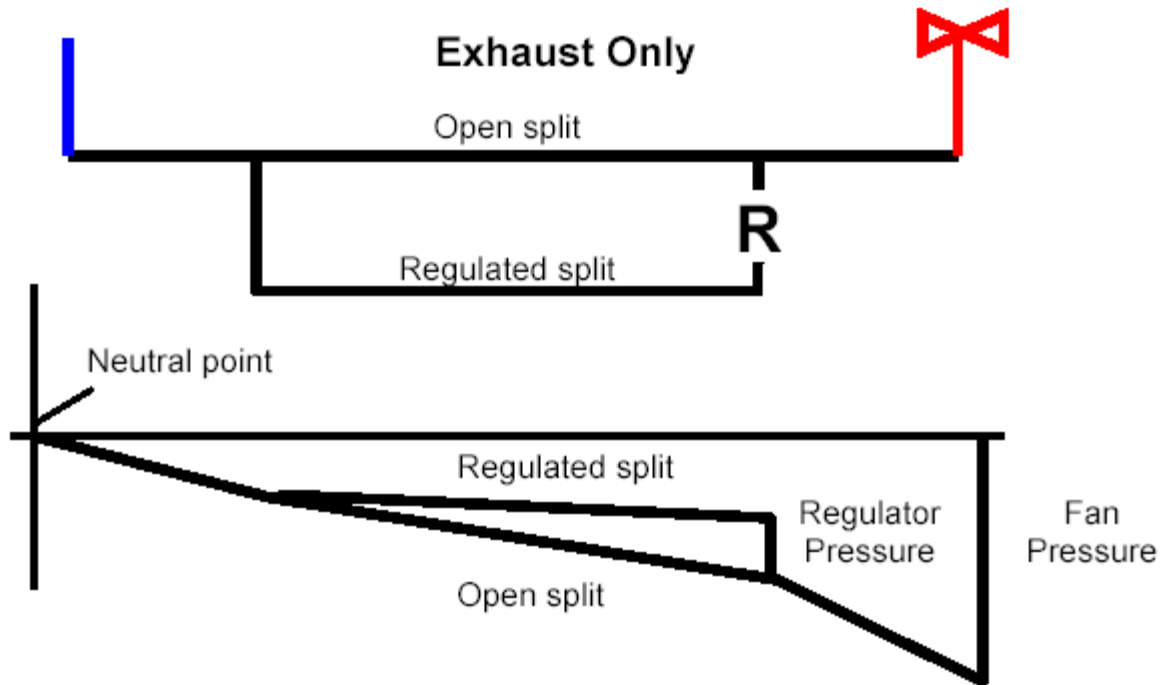 Exhaust Only
Open split
R
Regulated split
Neutral point
Regulated split
Regulator
Pressure
Fan
Pressure
Open split